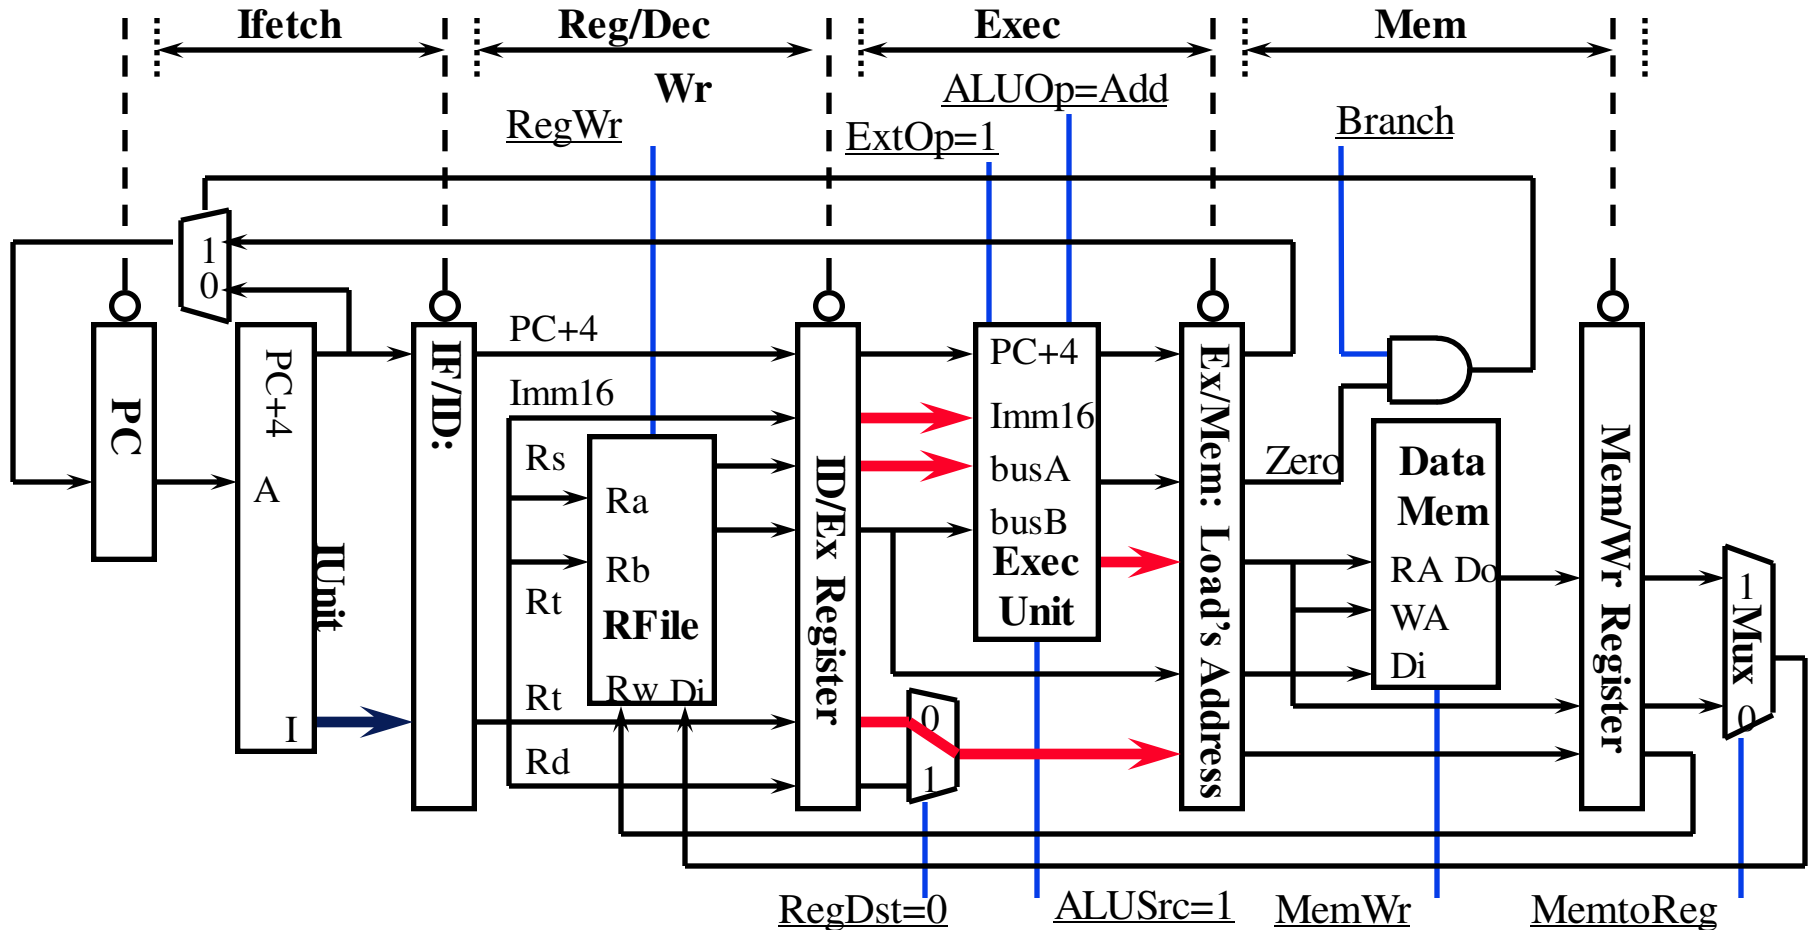 Ifetch
Reg/Dec
Exec
Mem
Wr
ALUOp=Add
RegWr
ExtOp=1
Branch
1
0
PC+4
PC
A
IUnit
I
IF/ID:
PC+4
Imm16
Rs
Ra
Rb
Rt
RFile
Rw Di
Rt
Rd
ID/Ex Register
PC+4
Imm16
busA
busB
Exec
Unit
0
1
Ex/Mem: Load's Address
Zero
Data
Mem
RA Do
WA
Di
Mem/Wr Register
1
Mux
0
RegDst=0
ALUSrc=1
MemWr
MemtoReg